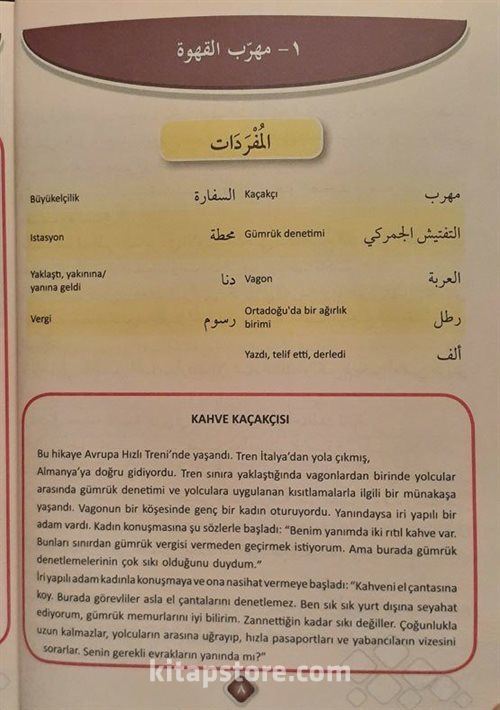 ١- مهرّب القهوة
المُفْرَدَات
مهرب Kaçakçı السفارة Büyükelçilik
التفتيش الجمركي Gümrük denetimi محطة Istasyon
العربة Vagon دنا Yaklaştı, yakınına/
yanına geldi
رطل Ortadoğu'da bir ağırlık
birimi رسوم Vergi
ألف Yazdı, telif etti, derledi
KAHVE KAÇAKÇISI
Bu hikaye Avrupa Hızlı Treni'nde yaşandı. Tren İtalya'dan yola çıkmış,
Almanya'ya doğru gidiyordu. Tren sınıra yaklaştığında vagonlardan birinde yolcular
arasında gümrük denetimi ve yolculara uygulanan kısıtlamalarla ilgili bir münakaşa
yaşandı. Vagonun bir köşesinde genç bir kadın oturuyordu. Yanındaysa iri yapılı bir
adam vardı. Kadın konuşmasına şu sözlerle başladı: "Benim yanımda iki rıtıl kahve var.
Bunları sınırdan gümrük vergisi vermeden geçirmek istiyorum. Ama burada gümrük
denetlemelerinin çok sıkı olduğunu duydum."
İri yapılı adam kadınla konuşmaya ve ona nasihat vermeye başladı: "Kahveni el çantasına
koy. Burada görevliler asla el çantalarını denetlemez. Ben sık sık yurt dışına seyahat
ediyorum, gümrük memurlarını iyi bilirim. Zannettiğin kadar sıkı değiller. Çoğunlukla
uzun kalmazlar, yolcuların arasına uğrayıp, hızla pasaportları ve yabancıların vizesini
sorarlar. Senin gerekli evrakların yanında mı?"
kitapstore.com
٨